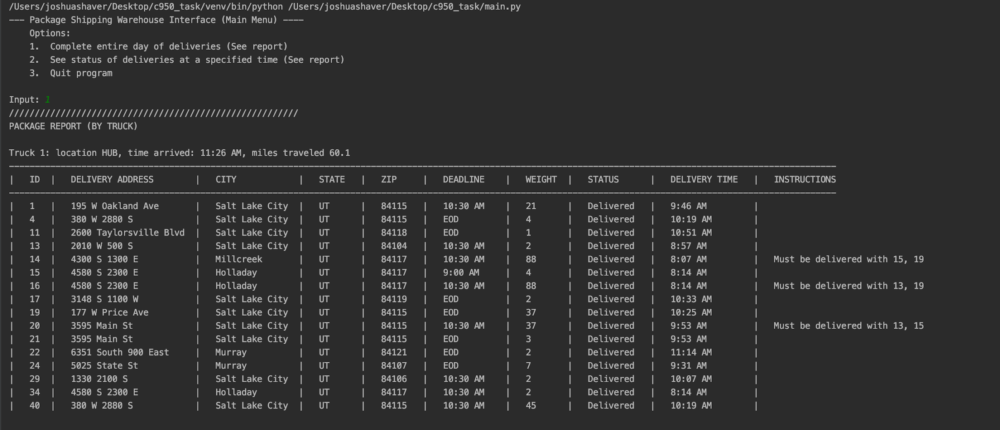 /Users/joshuashaver/Desktop/c950_task/venv/bin/python /Users/joshuashaver/Desktop/c950_task/main.py
--- Package Shipping Warehouse Interface (Main Menu) ----
Options:
1. Complete entire day of deliveries (See report)
2. See status of deliveries at a specified time (See report)
3. Quit program
Input: 1
////////////////////////////////////////////////////////
PACKAGE REPORT (BY TRUCK)
Truck 1: location HUB, time arrived: 11:26 AM, miles traveled 60.1
----------------------------------------------------------------------------------------------------------------------------------------------------------------
| ID | DELIVERY ADDRESS | CITY | STATE | ZIP | DEADLINE | WEIGHT | STATUS | DELIVERY TIME | INSTRUCTIONS
----------------------------------------------------------------------------------------------------------------------------------------------------------------
| 1 | 195 W Oakland Ave | Salt Lake City | UT | 84115 | 10:30 AM | 21 | Delivered | 9:46 AM |
| 4 | 380 W 2880 S | Salt Lake City | UT | 84115 | EOD | 4 | Delivered | 10:19 AM |
| 11 | 2600 Taylorsville Blvd | Salt Lake City | UT | 84118 | EOD | 1 | Delivered | 10:51 AM |
| 13 | 2010 W 500 S | Salt Lake City | UT | 84104 | 10:30 AM | 2 | Delivered | 8:57 AM |
| 14 | 4300 S 1300 E | Millcreek | UT | 84117 | 10:30 AM | 88 | Delivered | 8:07 AM | Must be delivered with 15, 19
| 15 | 4580 S 2300 E | Holladay | UT | 84117 | 9:00 AM | 4 | Delivered | 8:14 AM |
| 16 | 4580 S 2300 E | Holladay | UT | 84117 | 10:30 AM | 88 | Delivered | 8:14 AM | Must be delivered with 13, 19
| 17 | 3148 S 1100 W | Salt Lake City | UT | 84119 | EOD | 2 | Delivered | 10:33 AM |
| 19 | 177 W Price Ave | Salt Lake City | UT | 84115 | EOD | 37 | Delivered | 10:25 AM |
| 20 | 3595 Main St | Salt Lake City | UT | 84115 | 10:30 AM | 37 | Delivered | 9:53 AM | Must be delivered with 13, 15
| 21 | 3595 Main St | Salt Lake City | UT | 84115 | EOD | 3 | Delivered | 9:53 AM |
| 22 | 6351 South 900 East | Murray | UT | 84121 | EOD | 2 | Delivered | 11:14 AM |
| 24 | 5025 State St | Murray | UT | 84107 | EOD | 7 | Delivered | 9:31 AM |
| 29 | 1330 2100 S | Salt Lake City | UT | 84106 | 10:30 AM | 2 | Delivered | 10:07 AM |
| 34 | 4580 S 2300 E | Holladay | UT | 84117 | 10:30 AM | 2 | Delivered | 8:14 AM |
| 40 | 380 W 2880 S | Salt Lake City | UT | 84115 | 10:30 AM | 45 | Delivered | 10:19 AM |